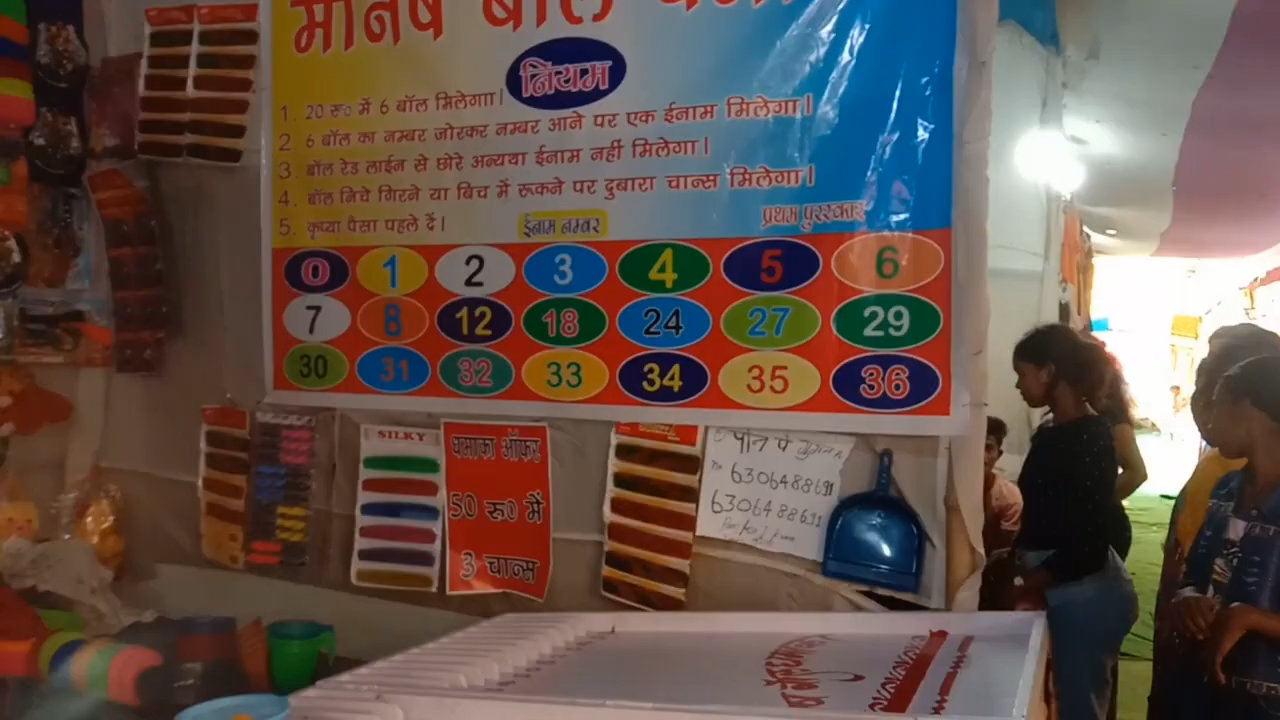 मानष बॉल
नियम
1. 20 रु० में 6 बॉल मिलेगाा।
2. 6 बॉल का नम्बर जोरकर नम्बर आने पर एक ईनाम मिलेगा।
3. बॉल रेड लाईन से छोरे अन्यथा ईनाम नहीं मिलेगा।
4. बॉल निचे गिरने या बिच में रूकने पर दुबारा चान्स मिलेगा।
5. कृप्या पैसा पहले दें।
ईनाम नम्बर
प्रथम पुरस्कार
0 1 2 3 4 5 6
7 8 12 18 24 27 29
30 31 32 33 34 35 36
SILKY
धमाका ऑफर
50 रू0 में
3 चान्स
फोन पे
No 6306488691
6306488691